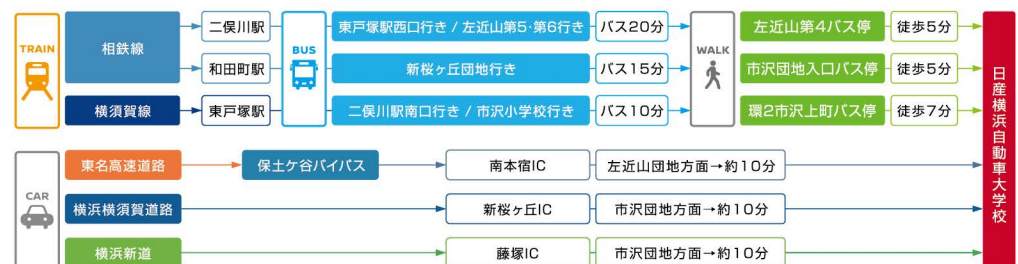 TRAIN
相鉄線
二俣川駅
BUS
東戸塚駅西口行き / 左近山第5・第6行き
バス20分
WALK
左近山第4バス停
徒歩5分
和田町駅
新桜ヶ丘団地行き
バス15分
市沢団地入口バス停
徒歩5分
横須賀線
東戸塚駅
二俣川駅南口行き / 市沢小学校行き
バス10分
環2市沢上町バス停
徒歩7分
日産横浜自動車大学校
CAR
東名高速道路
保土ケ谷バイパス
南本宿IC
左近山団地方面→約10分
横浜横須賀道路
新桜ヶ丘IC
市沢団地方面→約10分
横浜新道
藤塚IC
市沢団地方面→約10分